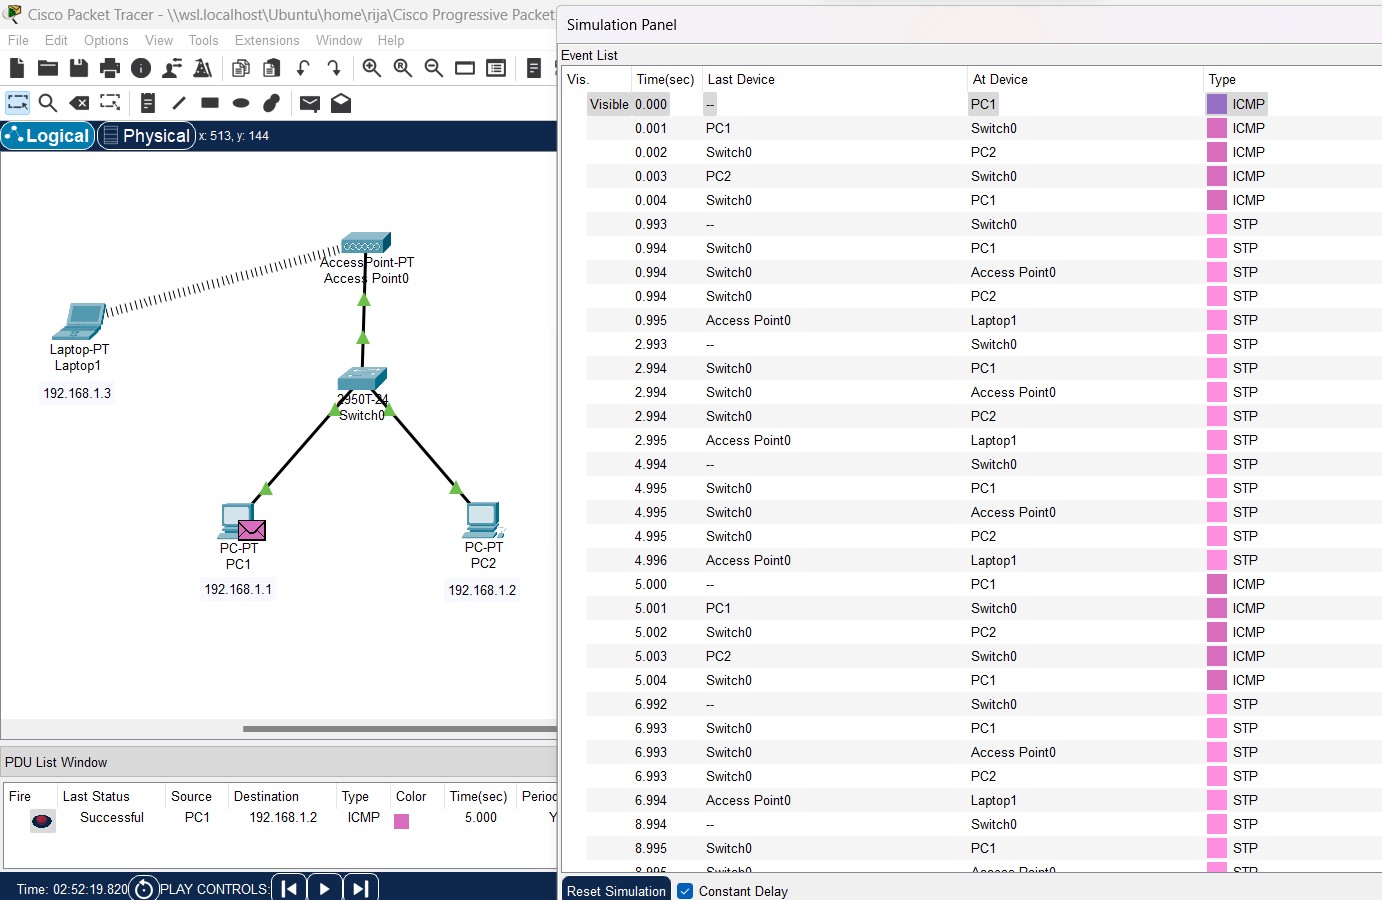 Cisco Packet Tracer - \\wsl.localhost\Ubuntu\home\rija\Cisco Progressive Packet
File Edit Options View Tools Extensions Window Help
Logical Physical x: 513, y: 144
AccessPoint-PT
Access Point0
Laptop-PT
Laptop1
192.168.1.3
2950T-24
Switch0
PC-PT
PC1
192.168.1.1
PC-PT
PC2
192.168.1.2
PDU List Window
Fire Last Status Source Destination Type Color Time(sec) Period
Successful PC1 192.168.1.2 ICMP 5.000 Y
Time: 02:52:19.820 PLAY CONTROLS:
Simulation Panel
Event List
Vis. Time(sec) Last Device At Device Type
Visible 0.000 -- PC1 ICMP
0.001 PC1 Switch0 ICMP
0.002 Switch0 PC2 ICMP
0.003 PC2 Switch0 ICMP
0.004 Switch0 PC1 ICMP
0.993 -- Switch0 STP
0.994 Switch0 PC1 STP
0.994 Switch0 Access Point0 STP
0.994 Switch0 PC2 STP
0.995 Access Point0 Laptop1 STP
2.993 -- Switch0 STP
2.994 Switch0 PC1 STP
2.994 Switch0 Access Point0 STP
2.994 Switch0 PC2 STP
2.995 Access Point0 Laptop1 STP
4.994 -- Switch0 STP
4.995 Switch0 PC1 STP
4.995 Switch0 Access Point0 STP
4.995 Switch0 PC2 STP
4.996 Access Point0 Laptop1 STP
5.000 -- PC1 ICMP
5.001 PC1 Switch0 ICMP
5.002 Switch0 PC2 ICMP
5.003 PC2 Switch0 ICMP
5.004 Switch0 PC1 ICMP
6.992 -- Switch0 STP
6.993 Switch0 PC1 STP
6.993 Switch0 Access Point0 STP
6.993 Switch0 PC2 STP
6.994 Access Point0 Laptop1 STP
8.994 -- Switch0 STP
8.995 Switch0 PC1 STP
8.995 Switch0 Access Point0 STP
Reset Simulation Constant Delay